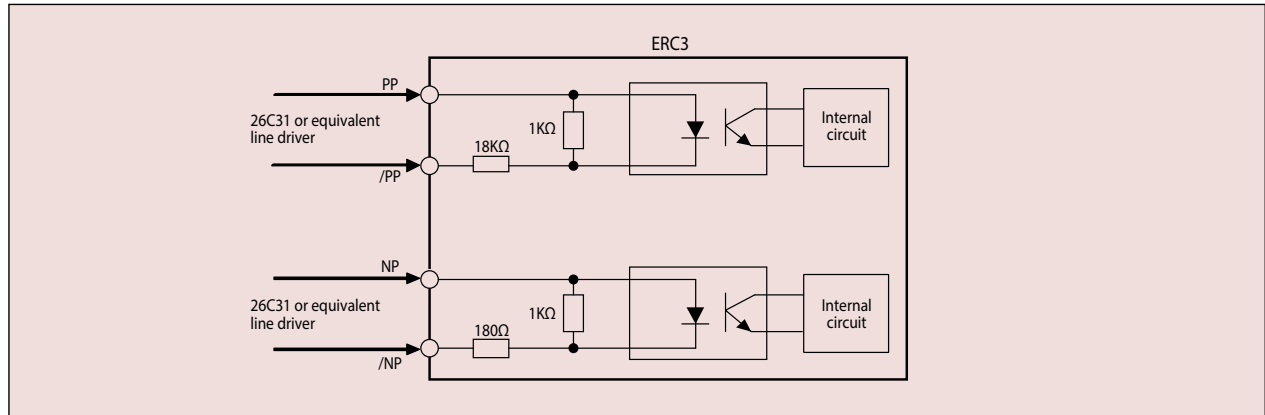 ERC3
PP
26C31 or equivalent
line driver
/PP
18KΩ
1KΩ
Internal
circuit
NP
26C31 or equivalent
line driver
/NP
180Ω
1KΩ
Internal
circuit